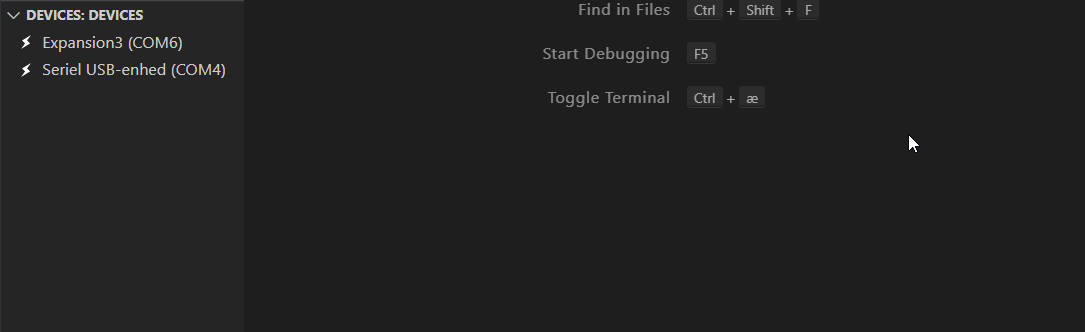 DEVICES: DEVICES
Expansion3 (COM6)
Seriel USB-enhed (COM4)
Find in Files Ctrl + Shift + F
Start Debugging F5
Toggle Terminal Ctrl + æ